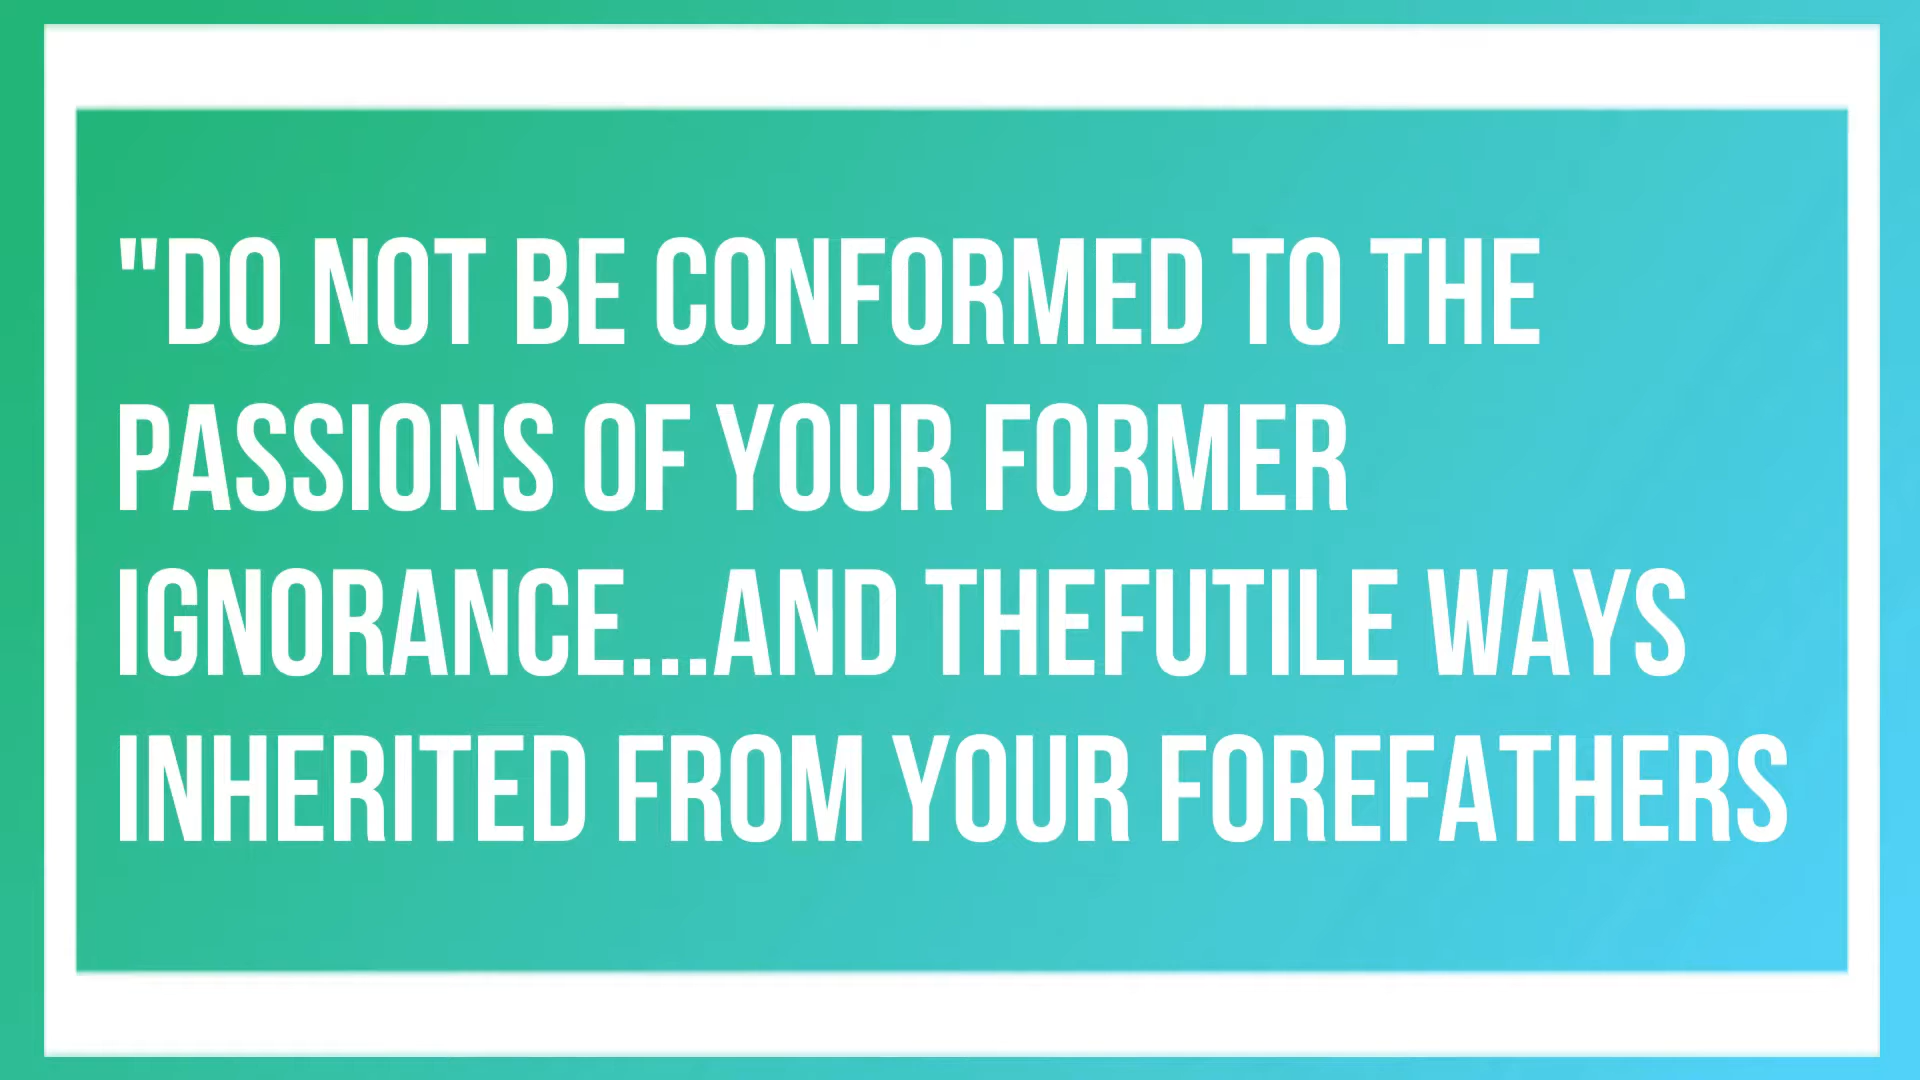 "DO NOT BE CONFORMED TO THE
PASSIONS OF YOUR FORMER
IGNORANCE...AND THEFUTILE WAYS
INHERITED FROM YOUR FOREFATHERS